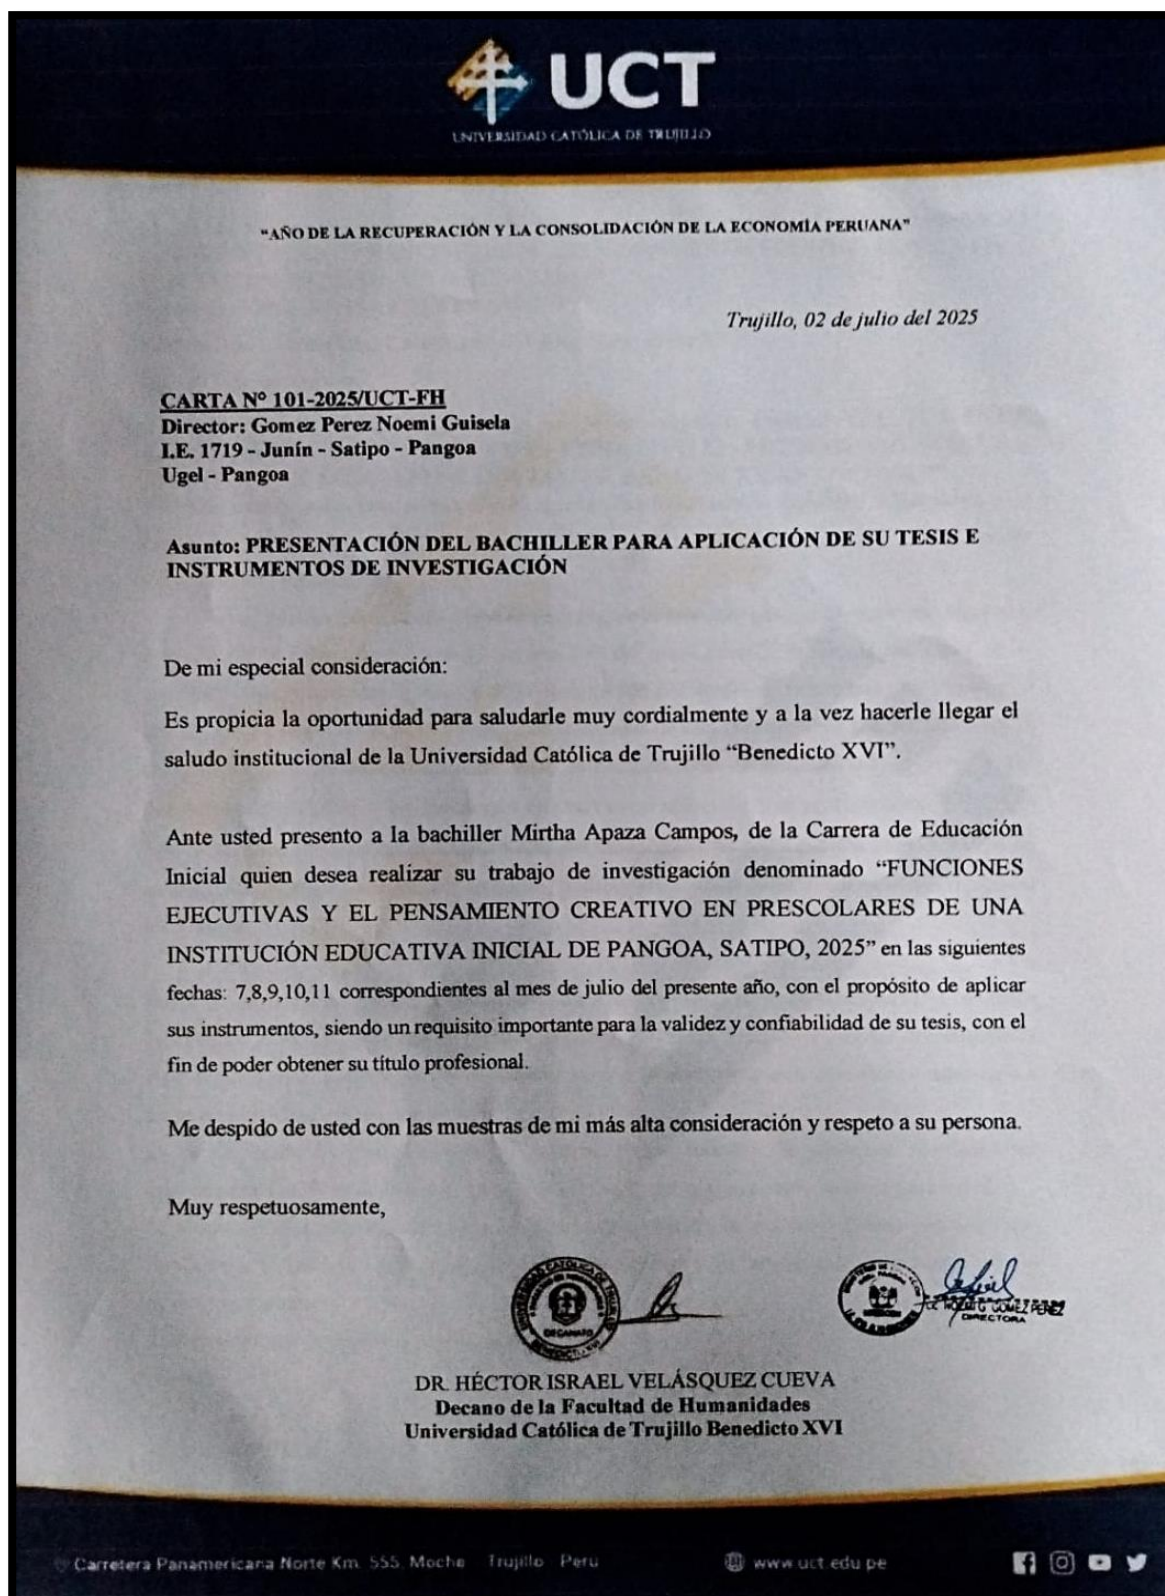 UCT
UNIVERSIDAD CATÓLICA DE TRUJILLO
"AÑO DE LA RECUPERACIÓN Y LA CONSOLIDACIÓN DE LA ECONOMÍA PERUANA"
Trujillo, 02 de julio del 2025
CARTA Nº 101-2025/UCT-FH
Director: Gomez Perez Noemi Guisela
I.E. 1719 - Junín - Satipo - Pangoa
Ugel - Pangoa
Asunto: PRESENTACIÓN DEL BACHILLER PARA APLICACIÓN DE SU TESIS E
INSTRUMENTOS DE INVESTIGACIÓN
De mi especial consideración:
Es propicia la oportunidad para saludarle muy cordialmente y a la vez hacerle llegar el
saludo institucional de la Universidad Católica de Trujillo “Benedicto XVI”.
Ante usted presento a la bachiller Mirtha Apaza Campos, de la Carrera de Educación
Inicial quien desea realizar su trabajo de investigación denominado “FUNCIONES
EJECUTIVAS Y EL PENSAMIENTO CREATIVO EN PRESCOLARES DE UNA
INSTITUCIÓN EDUCATIVA INICIAL DE PANGOA, SATIPO, 2025” en las siguientes
fechas: 7,8,9,10,11 correspondientes al mes de julio del presente año, con el propósito de aplicar
sus instrumentos, siendo un requisito importante para la validez y confiabilidad de su tesis, con el
fin de poder obtener su título profesional.
Me despido de usted con las muestras de mi más alta consideración y respeto a su persona.
Muy respetuosamente,
UNIVERSIDAD CATÓLICA DE TRUJILLO
DECANATO
BENEDICTO XVI
GOMEZ PEREZ
DIRECTORA
DR. HÉCTOR ISRAEL VELÁSQUEZ CUEVA
Decano de la Facultad de Humanidades
Universidad Católica de Trujillo Benedicto XVI
Carretera Panamericana Norte Km. 555, Moche Trujillo Peru
www.uct.edu.pe